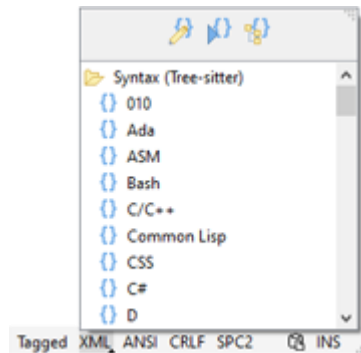 Syntax (Tree-sitter)
010
Ada
ASM
Bash
C/C++
Common Lisp
CSS
C#
D
Tagged XML ANSI CRLF SPC2 INS